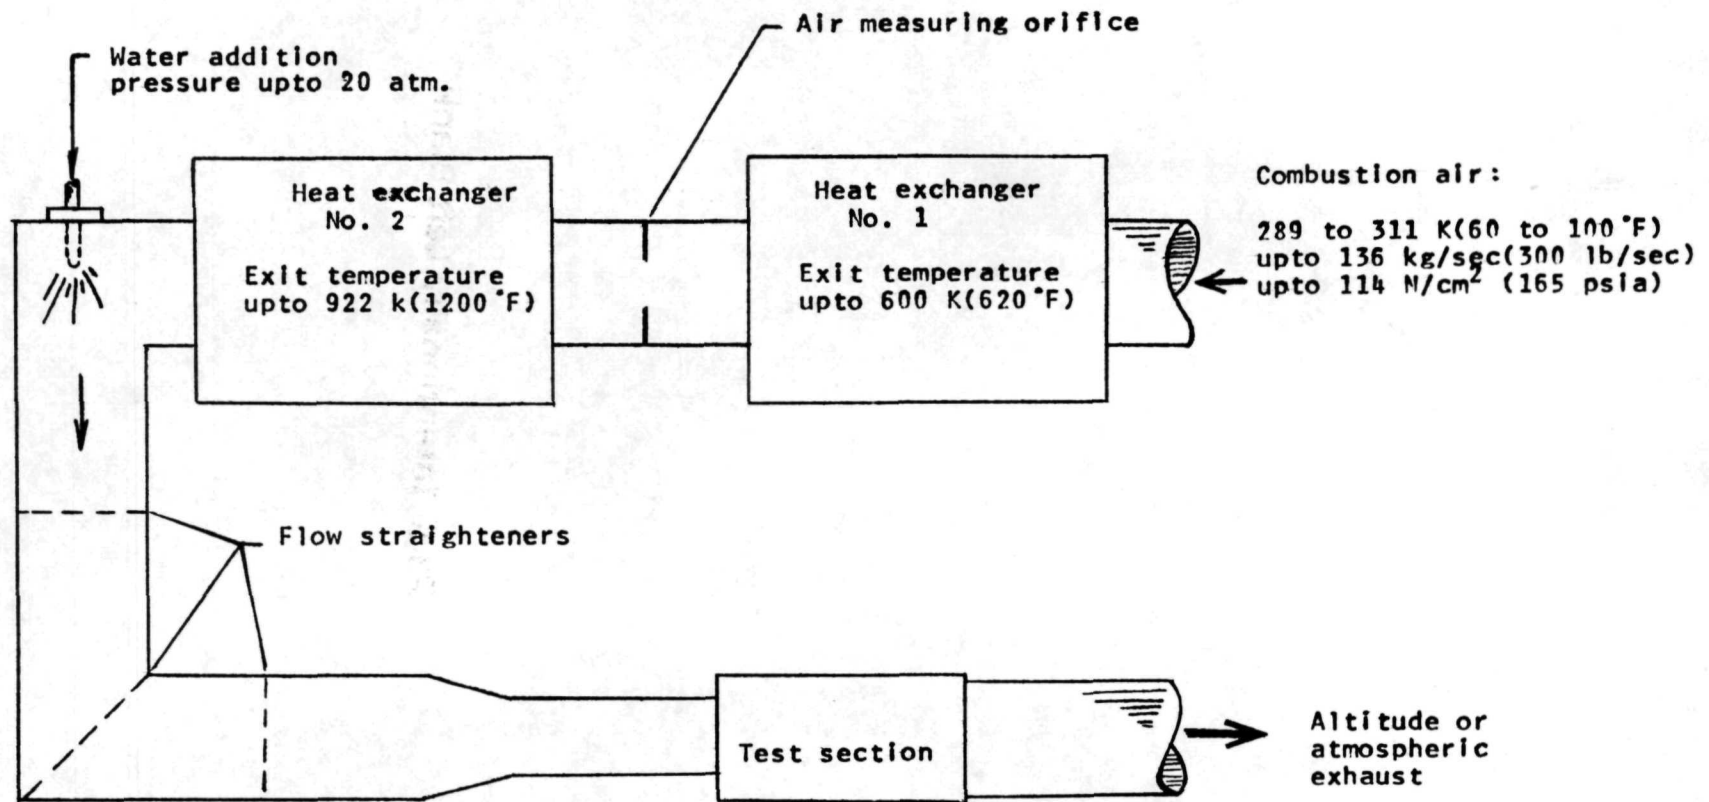 Air measuring orifice
Water addition
pressure upto 20 atm.
Heat exchanger
No. 2
Exit temperature
upto 922 k(1200°F)
Heat exchanger
No. 1
Exit temperature
upto 600 K(620°F)
Combustion air:
289 to 311 K(60 to 100°F)
upto 136 kg/sec(300 lb/sec)
upto 114 N/cm² (165 psia)
Flow straighteners
Test section
Altitude or
atmospheric
exhaust